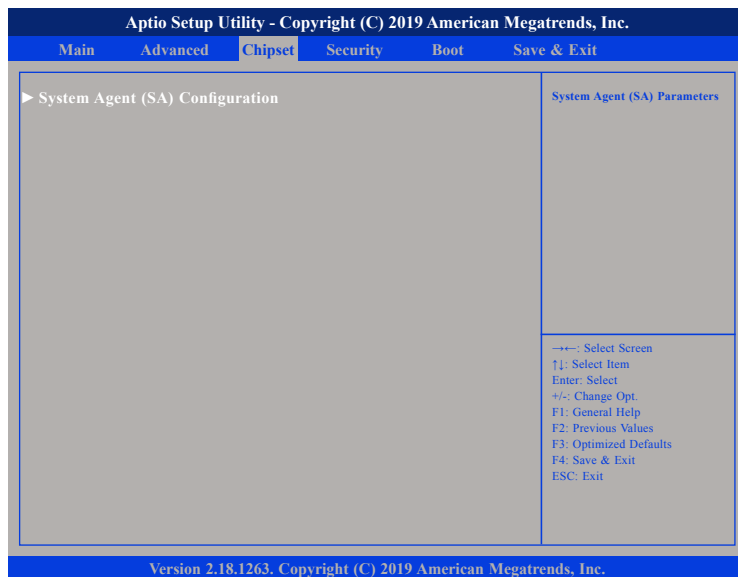 Aptio Setup Utility - Copyright (C) 2019 American Megatrends, Inc.
Main Advanced Chipset Security Boot Save & Exit
► System Agent (SA) Configuration
System Agent (SA) Parameters
→←: Select Screen
↑↓: Select Item
Enter: Select
+/-: Change Opt.
F1: General Help
F2: Previous Values
F3: Optimized Defaults
F4: Save & Exit
ESC: Exit
Version 2.18.1263. Copyright (C) 2019 American Megatrends, Inc.